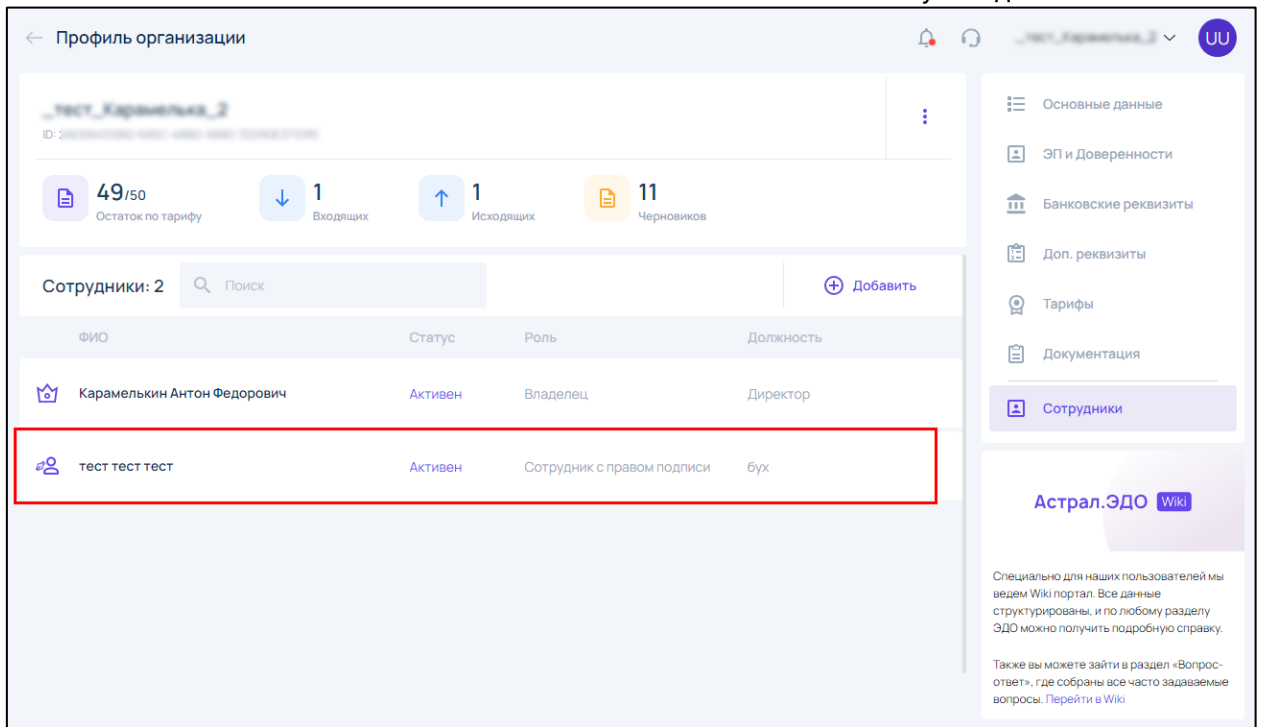 Профиль организации
UU
ID:
49/50
Остаток по тарифу
1
Входящих
1
Исходящих
11
Черновиков
Сотрудники: 2
Поиск
Добавить
ФИО
Статус
Роль
Должность
Карамелькин Антон Федорович
Активен
Владелец
Директор
тест тест тест
Активен
Сотрудник с правом подписи
бух
Основные данные
ЭП и Доверенности
Банковские реквизиты
Доп. реквизиты
Тарифы
Документация
Сотрудники
Астрал.ЭДО Wiki
Специально для наших пользователей мы
ведем Wiki портал. Все данные
структурированы, и по любому разделу
ЭДО можно получить подробную справку.
Также вы можете зайти в раздел «Вопрос-
ответ», где собраны все часто задаваемые
вопросы. Перейти в Wiki